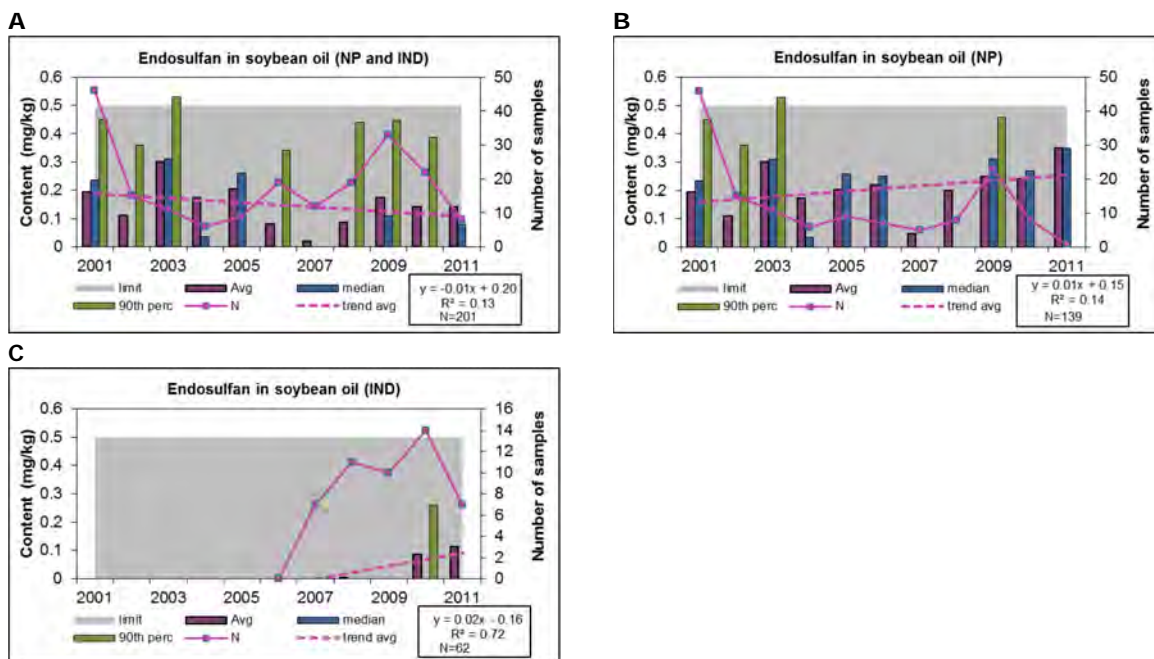 A
Endosulfan in soybean oil (NP and IND)
Content (mg/kg)
0.6
0.5
0.4
0.3
0.2
0.1
0
50
40
30
20
10
0
Number of samples
2001 2003 2005 2007 2009 2011
limit Avg median
90th perc N trend avg
y = -0.01x + 0.20
R² = 0.13
N=201
B
Endosulfan in soybean oil (NP)
Content (mg/kg)
0.6
0.5
0.4
0.3
0.2
0.1
0
50
40
30
20
10
0
Number of samples
2001 2003 2005 2007 2009 2011
limit Avg median
90th perc N trend avg
y = 0.01x + 0.15
R² = 0.14
N=139
C
Endosulfan in soybean oil (IND)
Content (mg/kg)
0.6
0.5
0.4
0.3
0.2
0.1
0
16
14
12
10
8
6
4
2
0
Number of samples
2001 2003 2005 2007 2009 2011
limit Avg median
90th perc N trend avg
y = 0.02x - 0.16
R² = 0.72
N=62